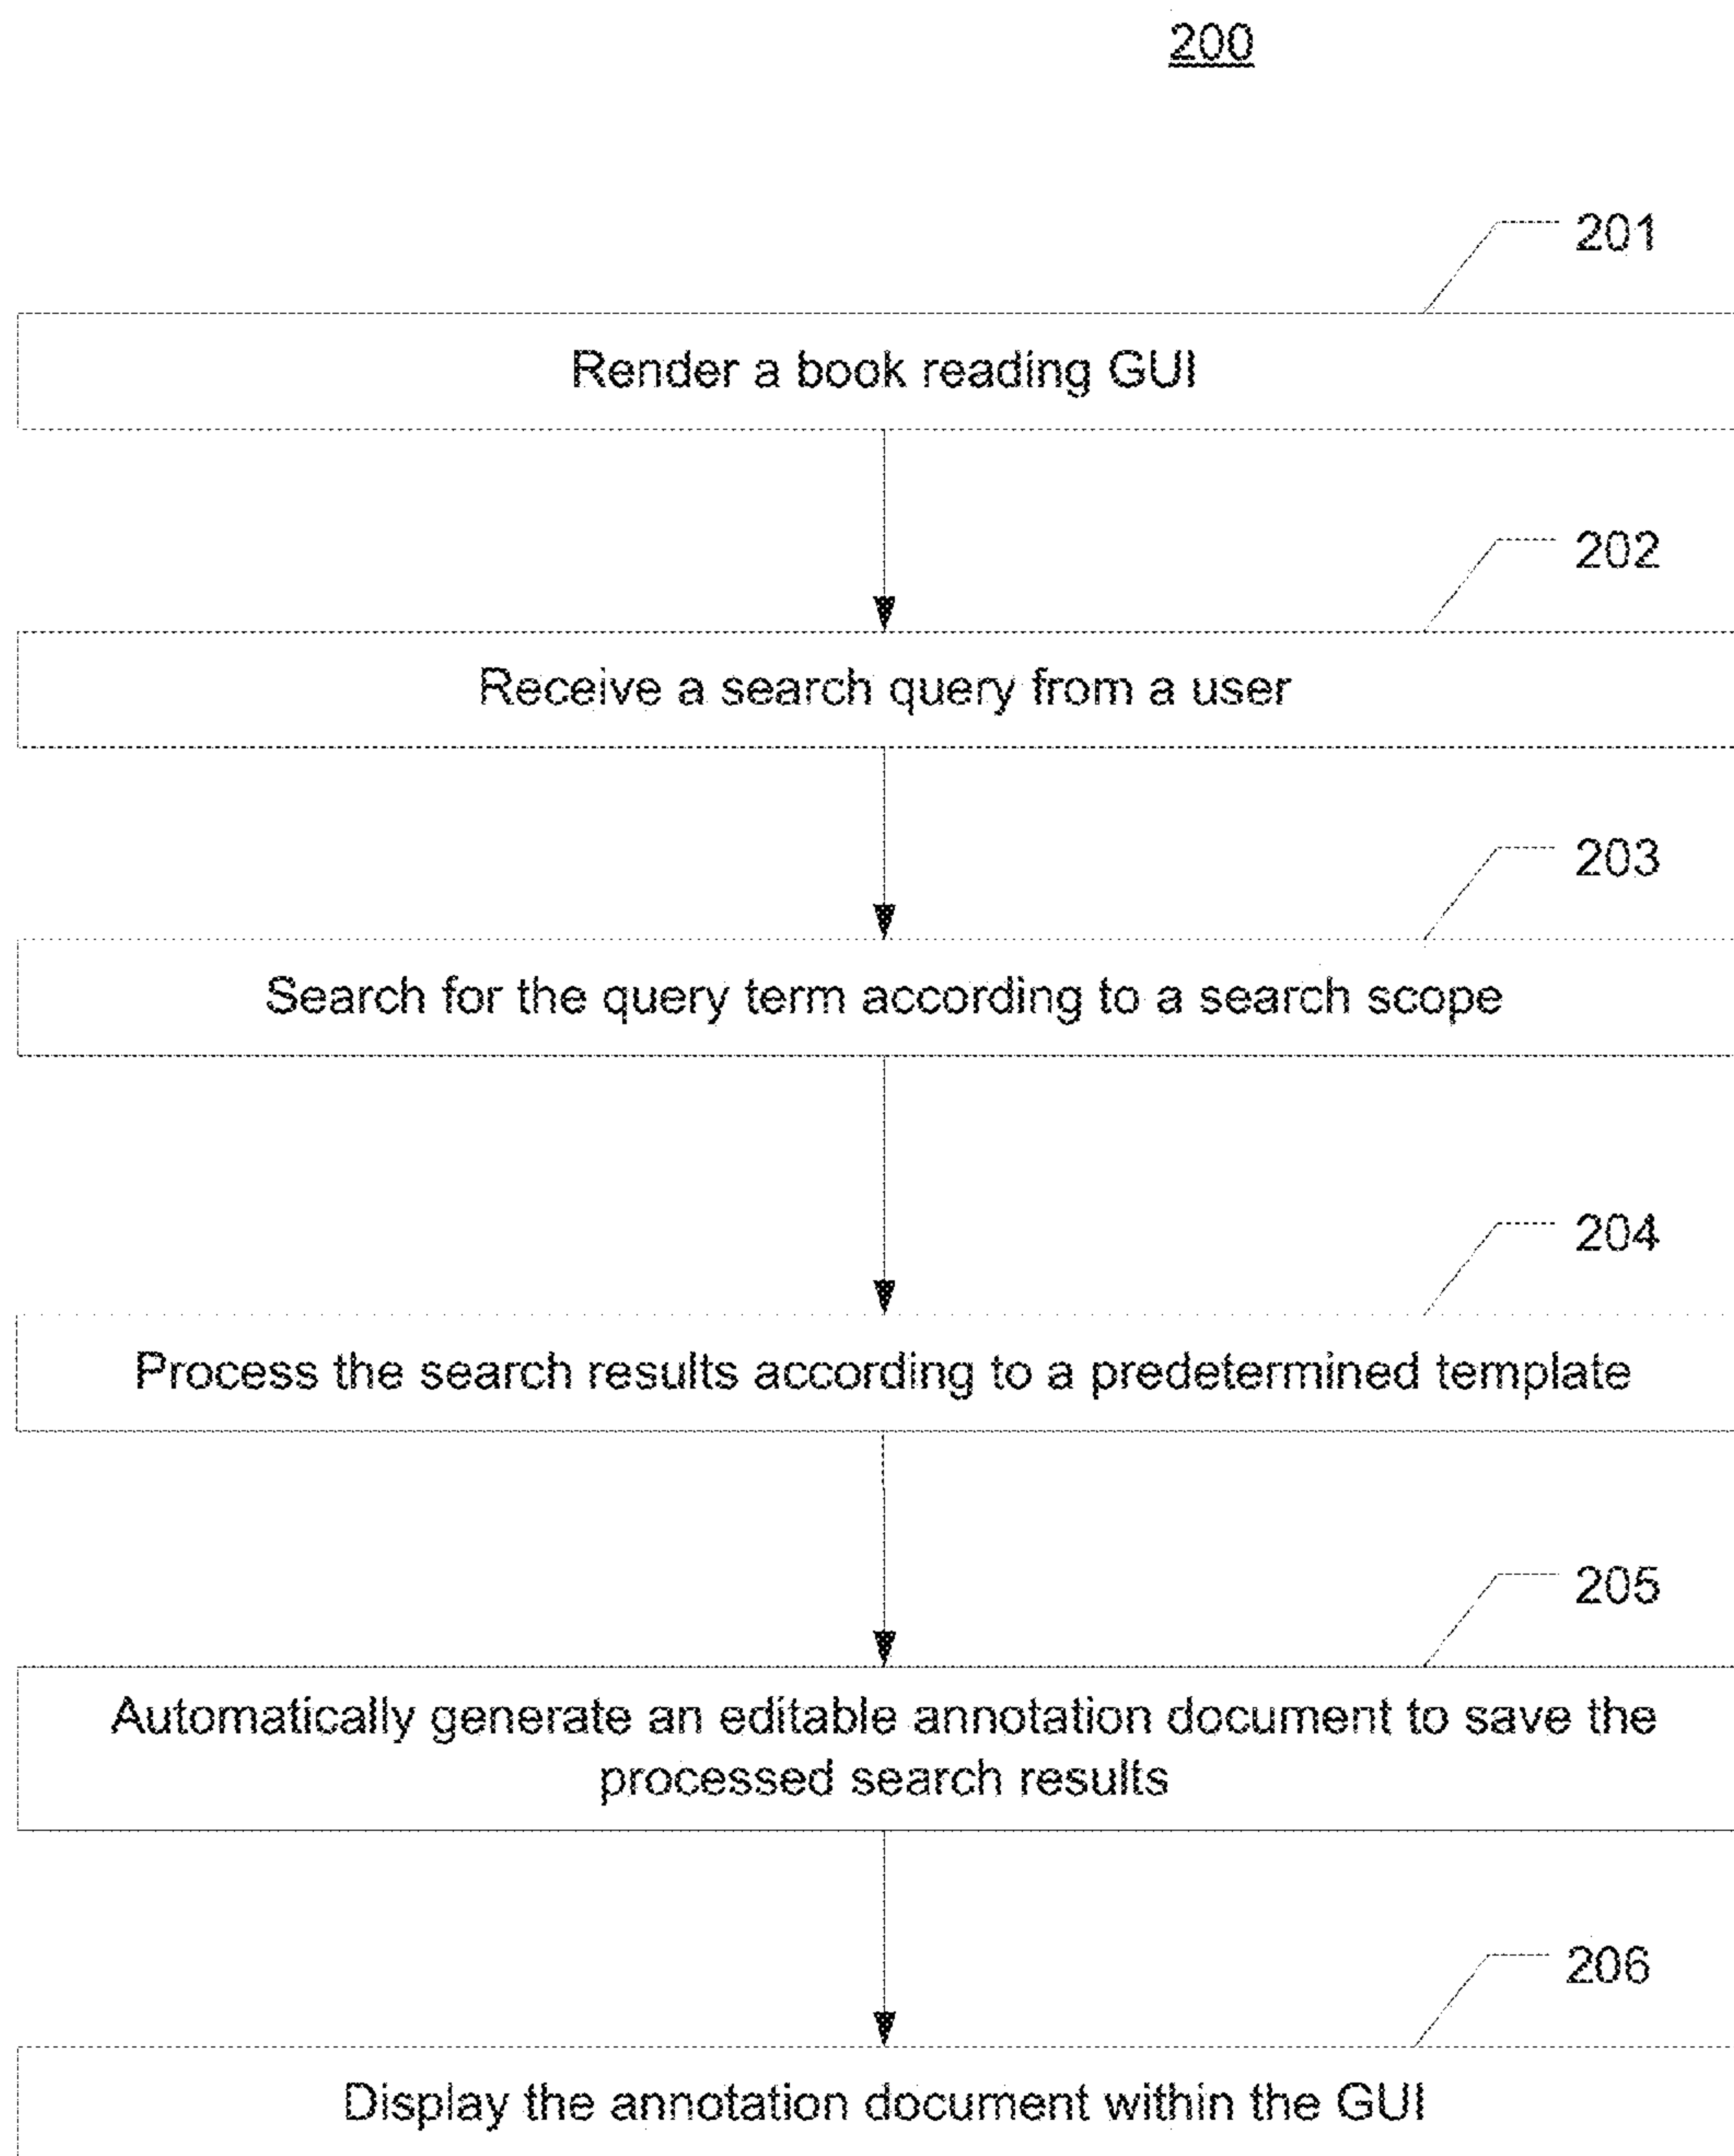 200
201
Render a book reading GUI
202
Receive a search query from a user
203
Search for the query term according to a search scope
204
Process the search results according to a predetermined template
205
Automatically generate an editable annotation document to save the
processed search results
206
Display the annotation document within the GUI